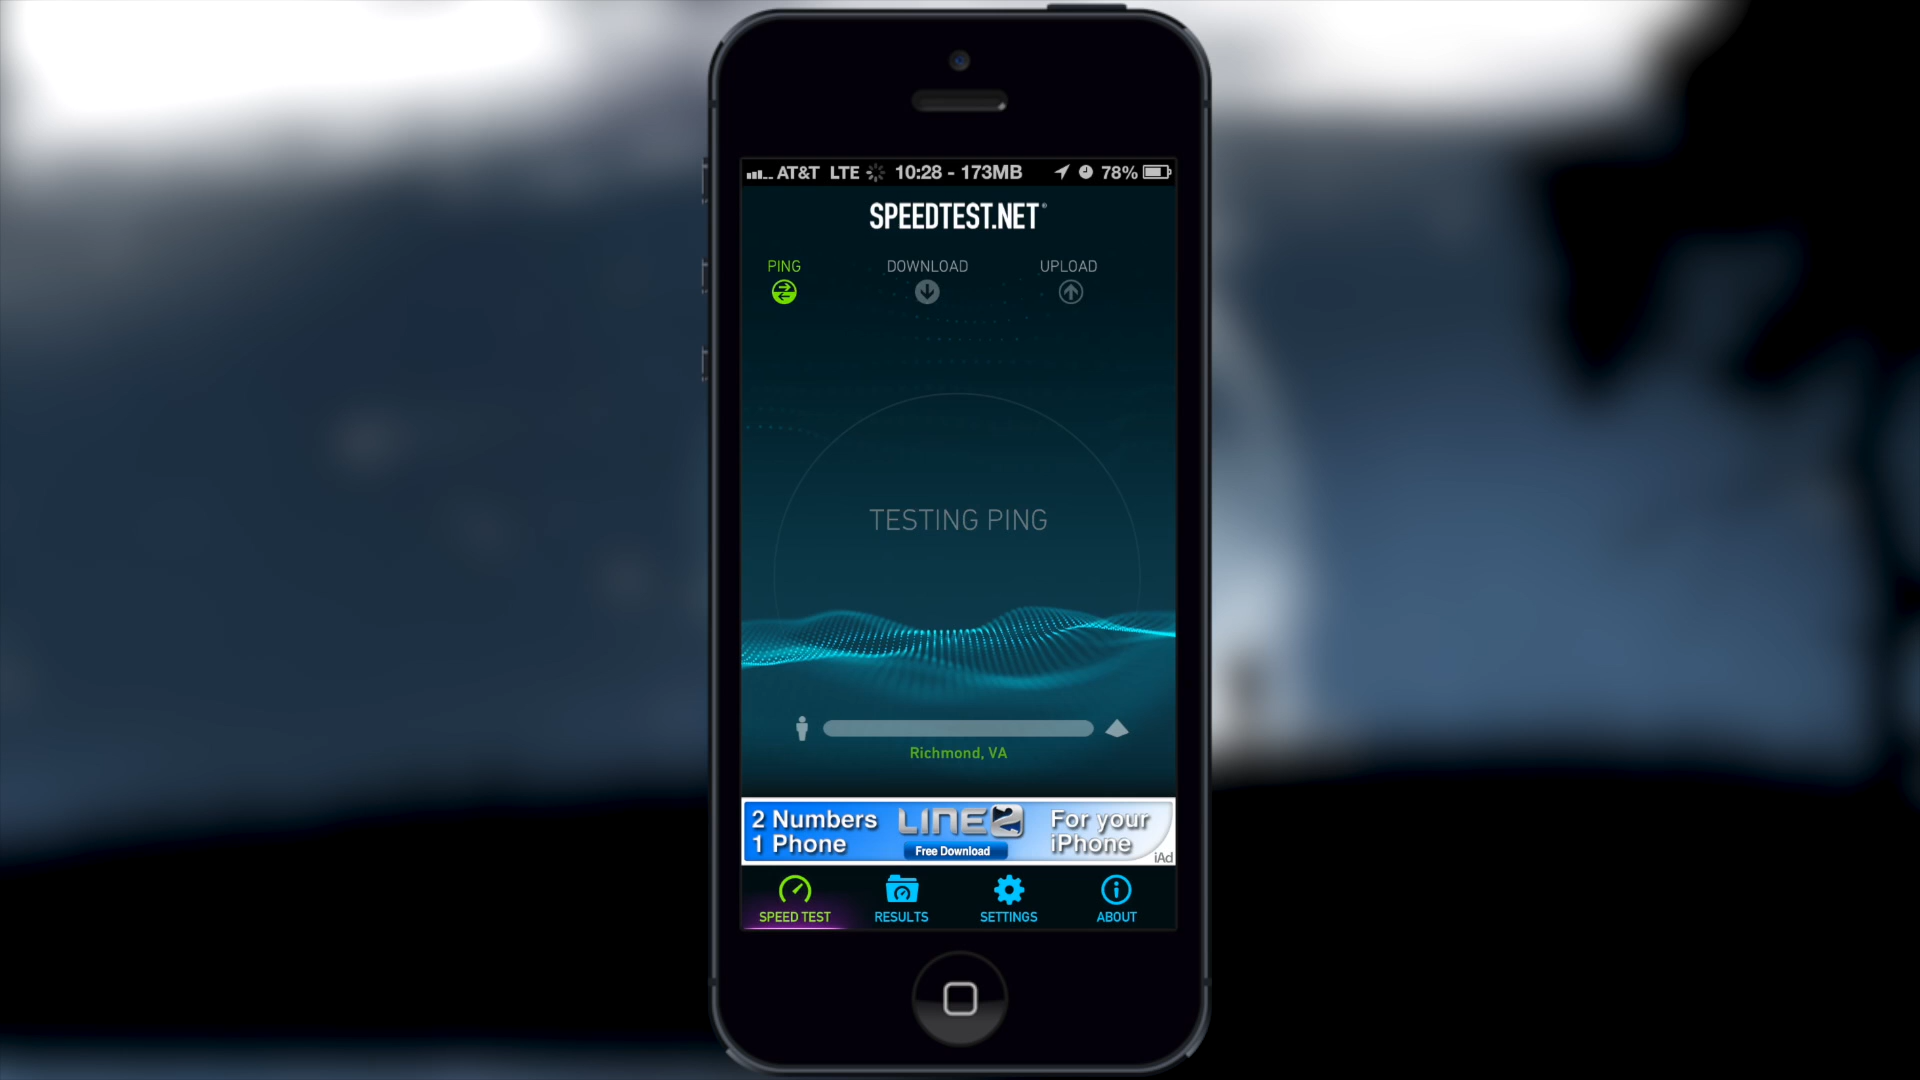 AT&T LTE 10:28 - 173MB 78%
SPEEDTEST.NET
PING DOWNLOAD UPLOAD
TESTING PING
Richmond, VA
2 Numbers LINE2 For your
1 Phone Free Download iPhone
iAd
SPEED TEST RESULTS SETTINGS ABOUT